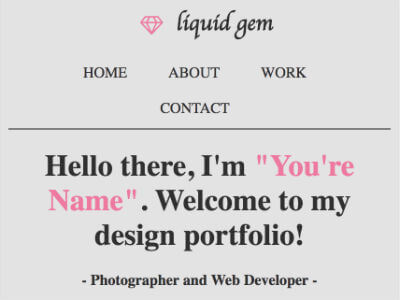 liquid gem
HOME ABOUT WORK
CONTACT
Hello there, I'm "You're
Name". Welcome to my
design portfolio!
- Photographer and Web Developer -